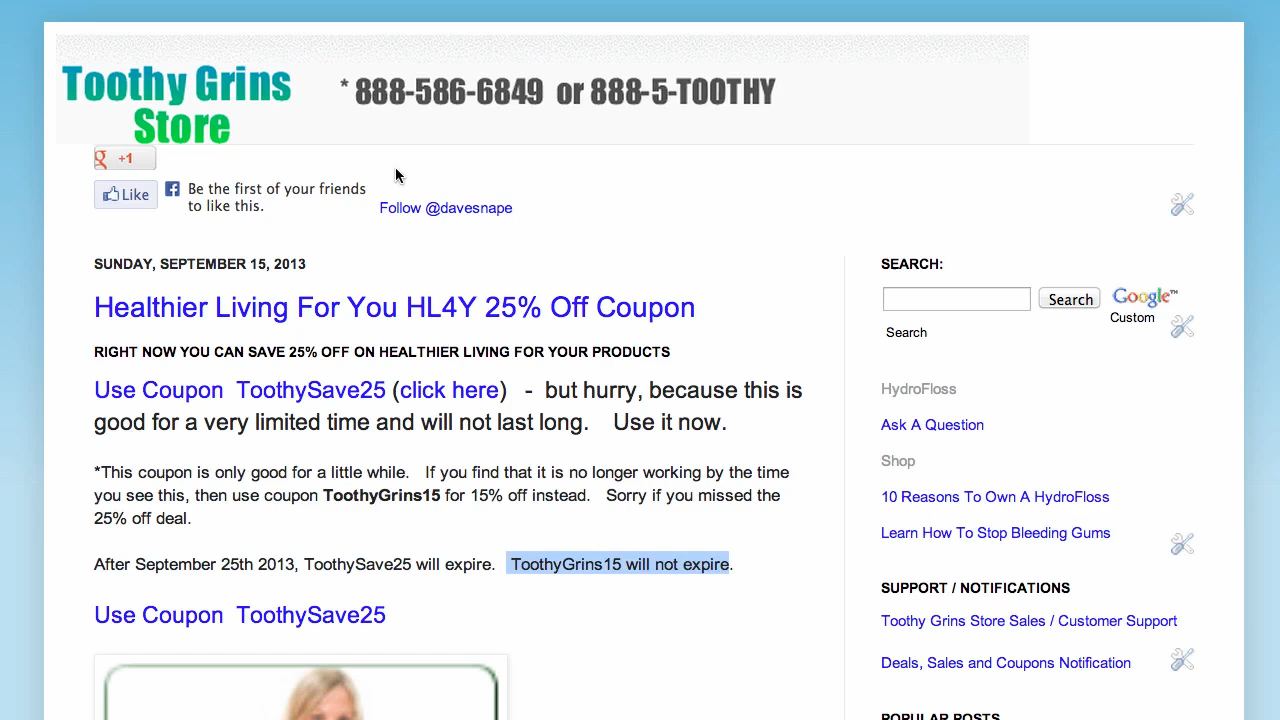 Toothy Grins
Store
* 888-586-6849 or 888-5-TOOTHY
+1
Like
Be the first of your friends
to like this.
Follow @davesnape
SUNDAY, SEPTEMBER 15, 2013
Healthier Living For You HL4Y 25% Off Coupon
RIGHT NOW YOU CAN SAVE 25% OFF ON HEALTHIER LIVING FOR YOUR PRODUCTS
Use Coupon ToothySave25 (click here) - but hurry, because this is
good for a very limited time and will not last long. Use it now.
*This coupon is only good for a little while. If you find that it is no longer working by the time
you see this, then use coupon ToothyGrins15 for 15% off instead. Sorry if you missed the
25% off deal.
After September 25th 2013, ToothySave25 will expire. ToothyGrins15 will not expire.
Use Coupon ToothySave25
SEARCH:
Search
Google™
Custom
Search
HydroFloss
Ask A Question
Shop
10 Reasons To Own A HydroFloss
Learn How To Stop Bleeding Gums
SUPPORT / NOTIFICATIONS
Toothy Grins Store Sales / Customer Support
Deals, Sales and Coupons Notification
POPULAR POSTS